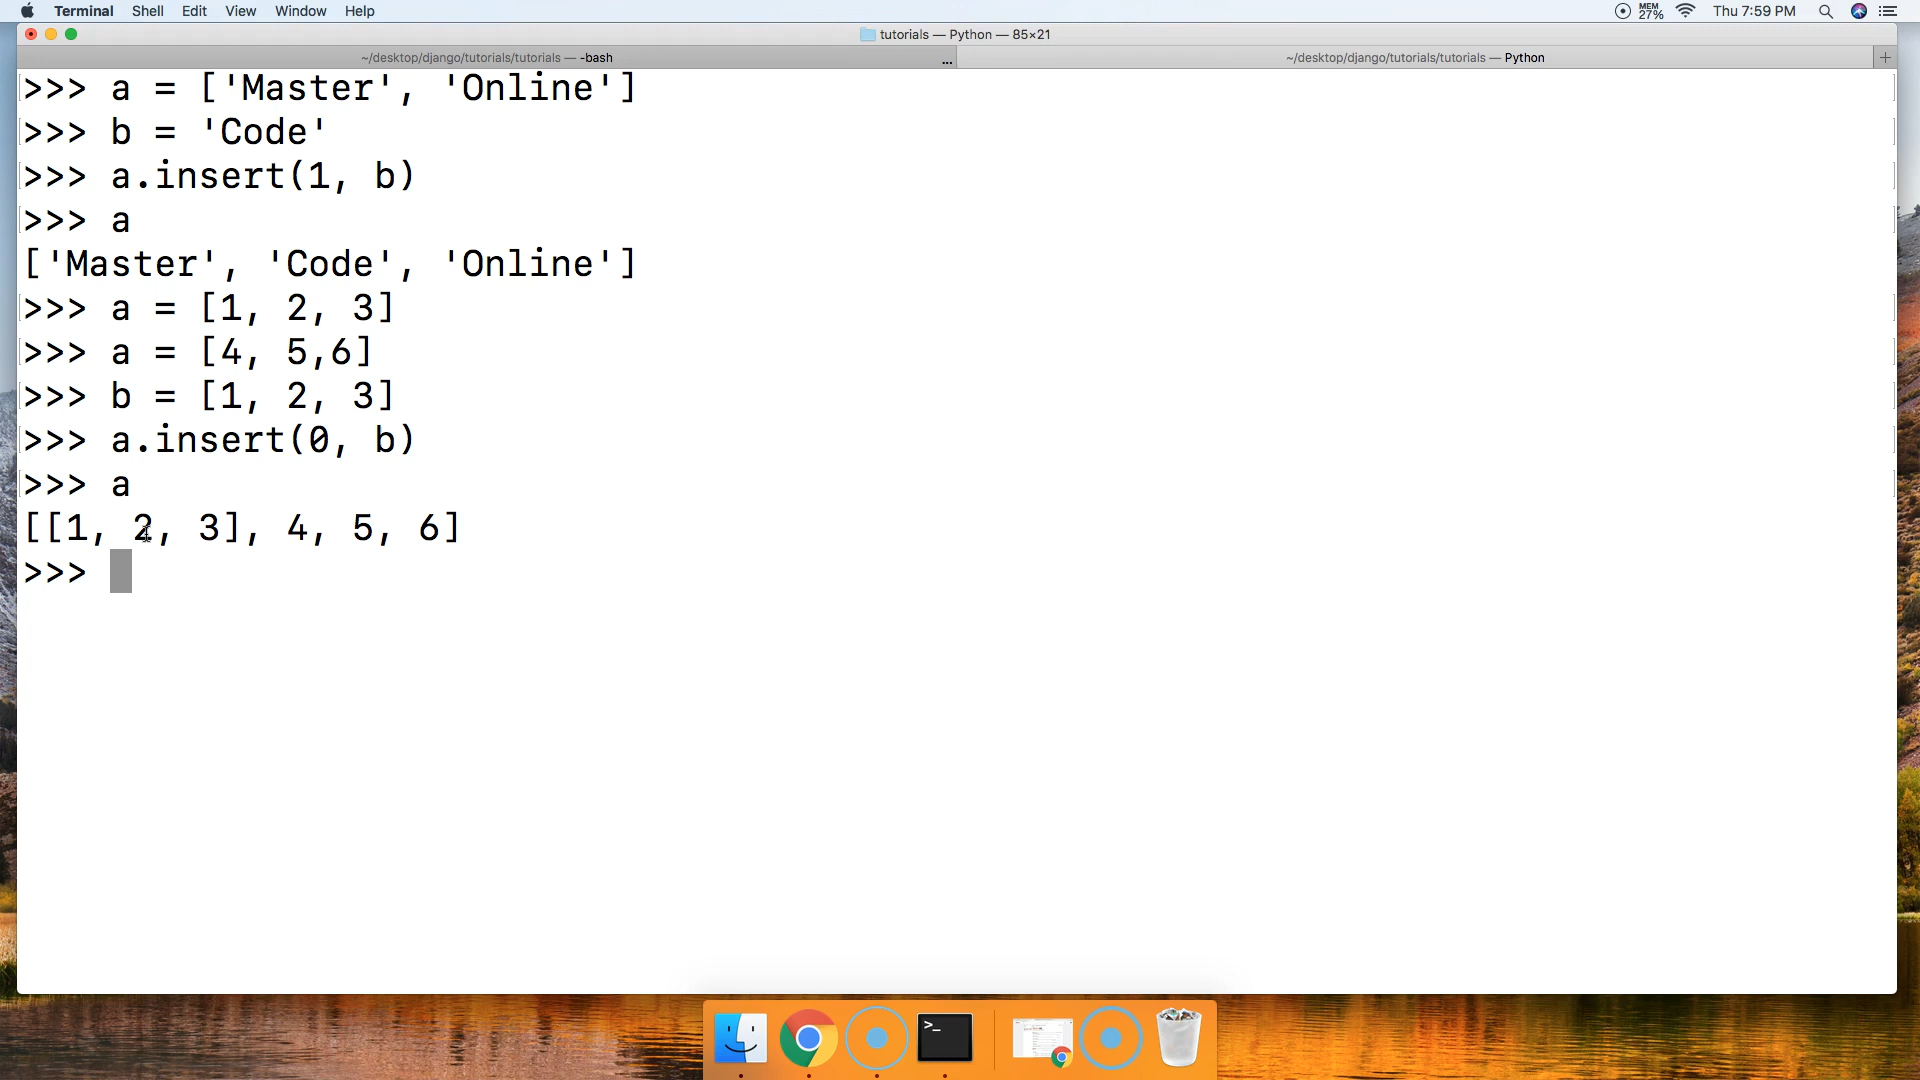 Terminal Shell Edit View Window Help MEM 27% Thu 7:59 PM
tutorials — Python — 85×21
~/desktop/django/tutorials/tutorials — -bash ... ~/desktop/django/tutorials/tutorials — Python +
>>> a = ['Master', 'Online']
>>> b = 'Code'
>>> a.insert(1, b)
>>> a
['Master', 'Code', 'Online']
>>> a = [1, 2, 3]
>>> a = [4, 5,6]
>>> b = [1, 2, 3]
>>> a.insert(0, b)
>>> a
[[1, 2, 3], 4, 5, 6]
>>>
>_